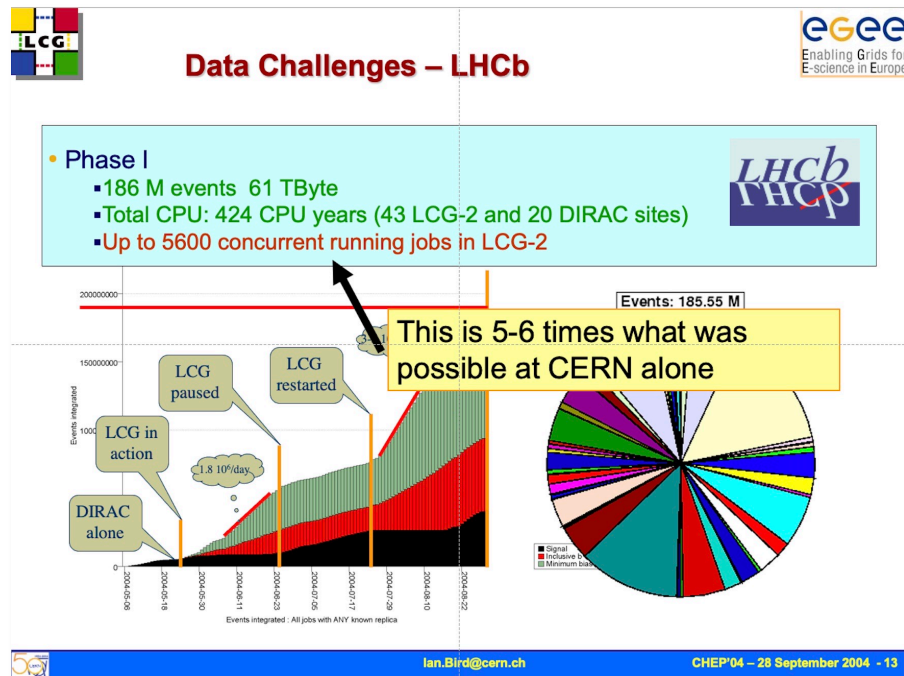 LCG
Data Challenges – LHCb
eGee
Enabling Grids for
E-science in Europe
• Phase I
▪186 M events 61 TByte
▪Total CPU: 424 CPU years (43 LCG-2 and 20 DIRAC sites)
▪Up to 5600 concurrent running jobs in LCG-2
LHCb
This is 5-6 times what was
possible at CERN alone
Events: 185.55 M
200000000
150000000
0
Events integrated
DIRAC
alone
LCG in
action
LCG
paused
LCG
restarted
1.8 10⁶/day
Signal
Inclusive b
Minimum bias
2004-05-06
2004-05-18
2004-05-30
2004-06-11
2004-06-23
2004-07-05
2004-07-17
2004-07-29
2004-08-10
2004-08-22
Events integrated : All jobs with ANY known replica
Ian.Bird@cern.ch
CHEP'04 – 28 September 2004 - 13